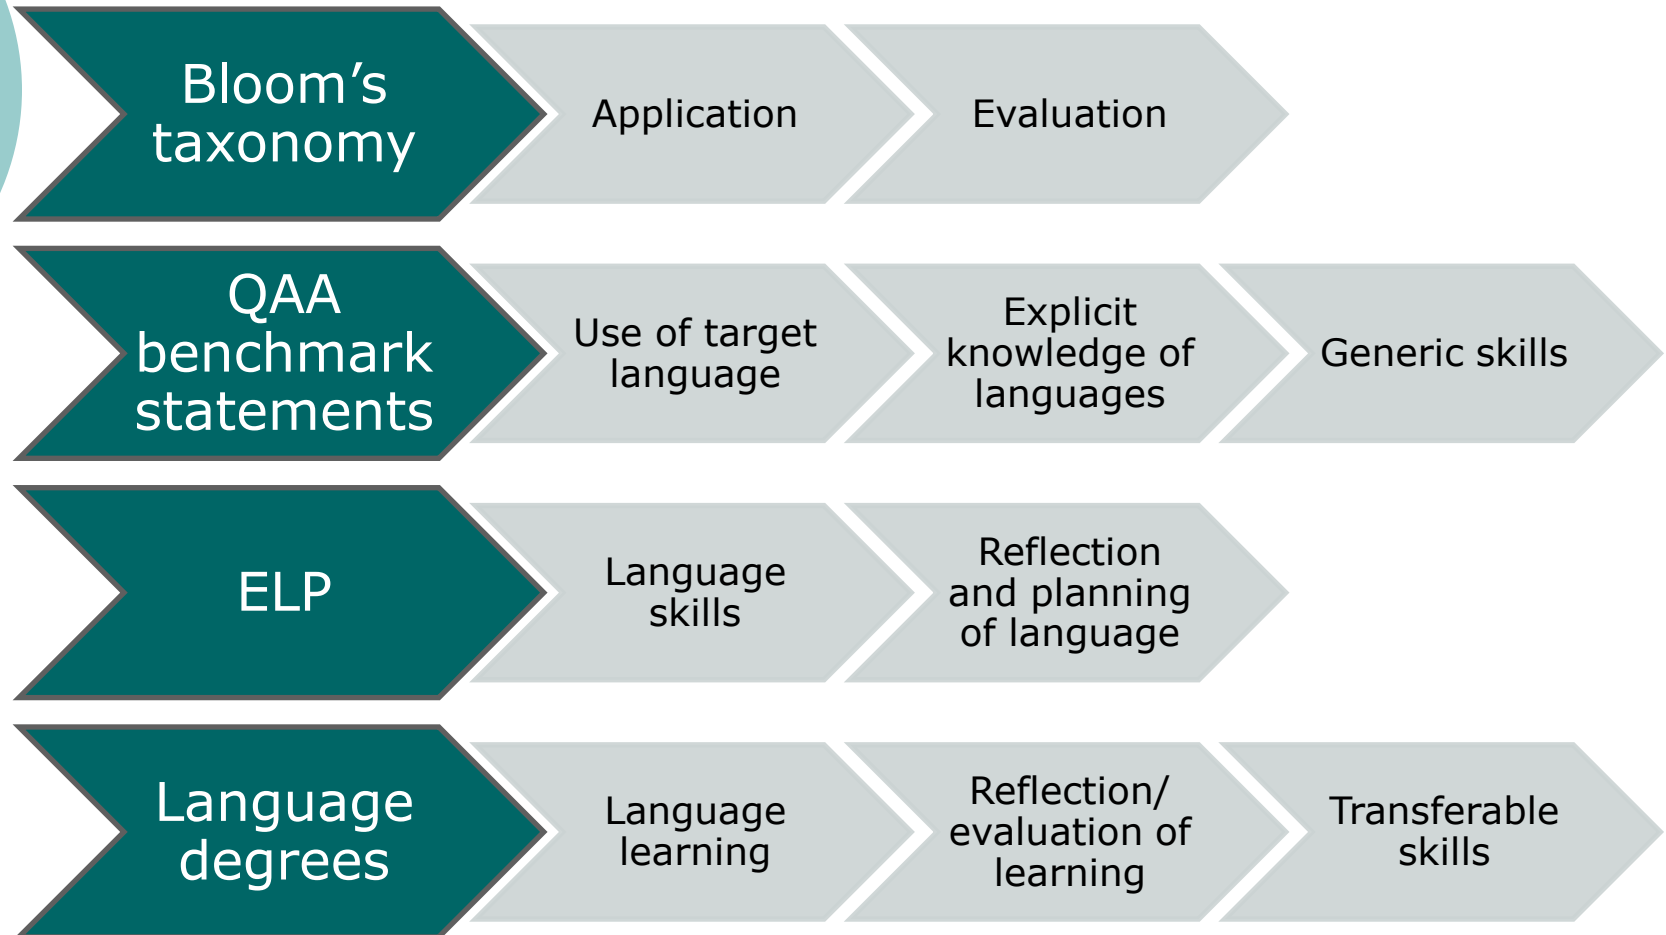 Bloom’s
taxonomy
Application
Evaluation
QAA
benchmark
statements
Use of target
language
Explicit
knowledge of
languages
Generic skills
ELP
Language
skills
Reflection
and planning
of language
Language
degrees
Language
learning
Reflection/
evaluation of
learning
Transferable
skills